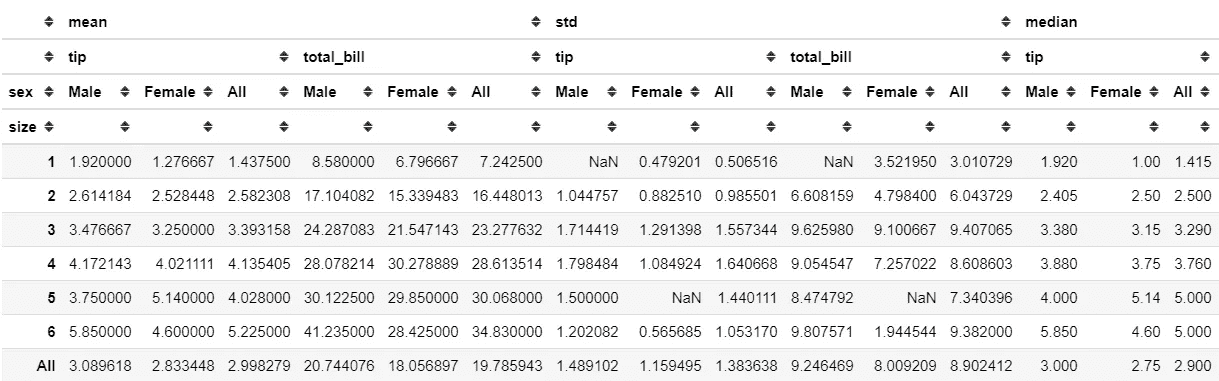 mean std median
tip total_bill tip total_bill tip
sex Male Female All Male Female All Male Female All Male Female All Male Female All
size
1 1.920000 1.276667 1.437500 8.580000 6.796667 7.242500 NaN 0.479201 0.506516 NaN 3.521950 3.010729 1.920 1.00 1.415
2 2.614184 2.528448 2.582308 17.104082 15.339483 16.448013 1.044757 0.882510 0.985501 6.608159 4.798400 6.043729 2.405 2.50 2.500
3 3.476667 3.250000 3.393158 24.287083 21.547143 23.277632 1.714419 1.291398 1.557344 9.625980 9.100667 9.407065 3.380 3.15 3.290
4 4.172143 4.021111 4.135405 28.078214 30.278889 28.613514 1.798484 1.084924 1.640668 9.054547 7.257022 8.608603 3.880 3.75 3.760
5 3.750000 5.140000 4.028000 30.122500 29.850000 30.068000 1.500000 NaN 1.440111 8.474792 NaN 7.340396 4.000 5.14 5.000
6 5.850000 4.600000 5.225000 41.235000 28.425000 34.830000 1.202082 0.565685 1.053170 9.807571 1.944544 9.382000 5.850 4.60 5.000
All 3.089618 2.833448 2.998279 20.744076 18.056897 19.785943 1.489102 1.159495 1.383638 9.246469 8.009209 8.902412 3.000 2.75 2.900